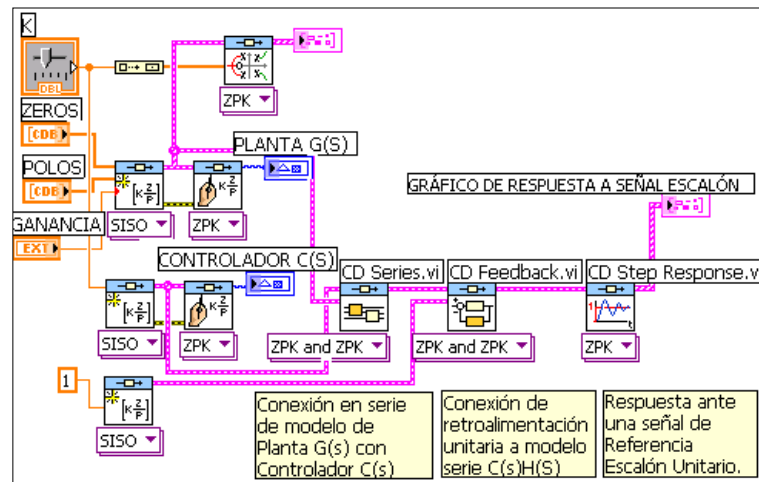 K
DBL
ZEROS
[CDB]
POLOS
[CDB]
GANANCIA
EXT
ZPK
PLANTA G(S)
[K Z/P]
SISO
K Z/P
ZPK
CONTROLADOR C(S)
[K Z/P]
SISO
K Z/P
ZPK
1
[K Z/P]
SISO
GRÁFICO DE RESPUESTA A SEÑAL ESCALÓN
CD Series.vi
ZPK and ZPK
CD Feedback.vi
ZPK and ZPK
CD Step Response.v
ZPK
Conexión en serie
de modelo de
Planta G(s) con
Controlador C(s)
Conexión de
retroalimentación
unitaria a modelo
serie C(s)H(S)
Respuesta ante
una señal de
Referencia
Escalón Unitario.